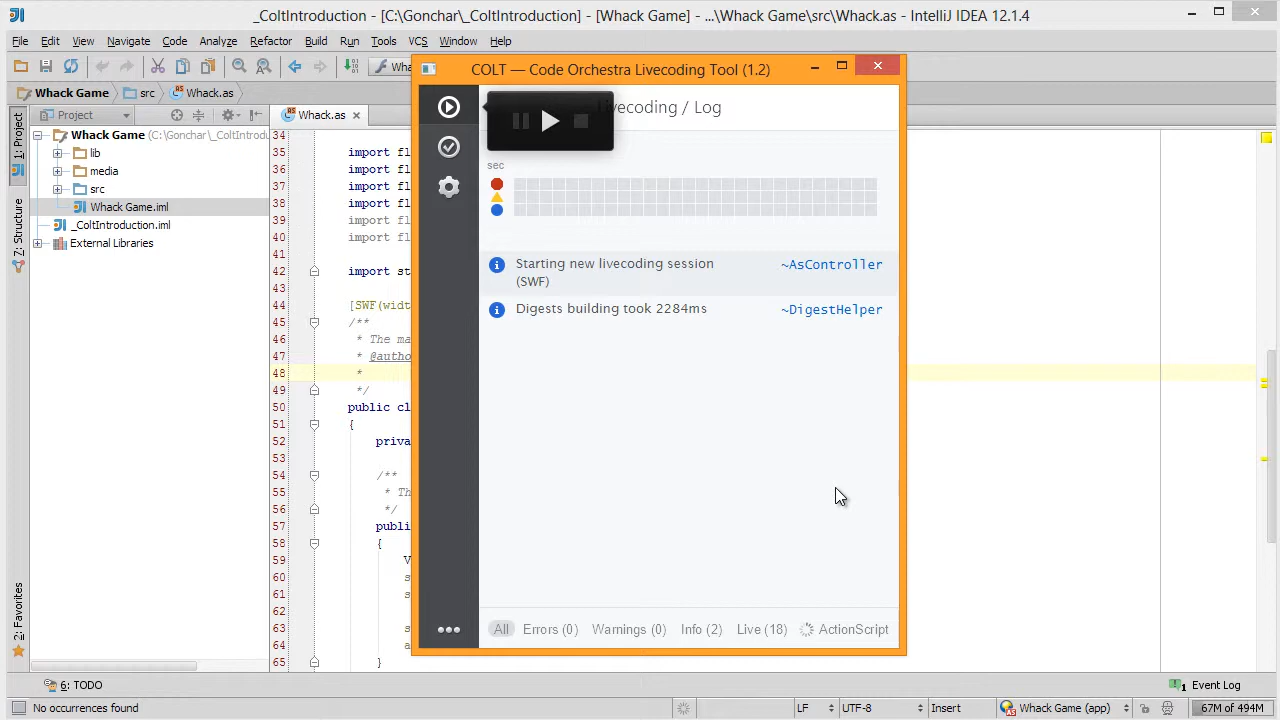 _ColtIntroduction - [C:\Gonchar\_ColtIntroduction] - [Whack Game] - ...\Whack Game\src\Whack.as - IntelliJ IDEA 12.1.4
File Edit View Navigate Code Analyze Refactor Build Run Tools VCS Window Help
Wha
Whack Game src Whack.as
COLT — Code Orchestra Livecoding Tool (1.2)
ivecoding / Log
sec
Starting new livecoding session
(SWF)
~AsController
Digests building took 2284ms
~DigestHelper
All Errors (0) Warnings (0) Info (2) Live (18) ActionScript
1: Project
Z: Structure
2: Favorites
Project
Whack Game (C:\Gonchar\_ColtIntrodu
lib
media
src
Whack Game.iml
_ColtIntroduction.iml
External Libraries
Whack.as
34
35 import fl
36 import fl
37 import fl
38 import fl
39 import fl
40 import fl
41
42 import st
43
44 [SWF(widt
45 /**
46 * The ma
47 * @autho
48 *
49 */
50 public cl
51 {
52 priva
53
54 /**
55 * Th
56 */
57 publi
58 {
59 V
60 s
61 s
62
63 s
64 a
65 }
6: TODO
1 Event Log
No occurrences found
LF UTF-8 Insert Whack Game (app) 67M of 494M